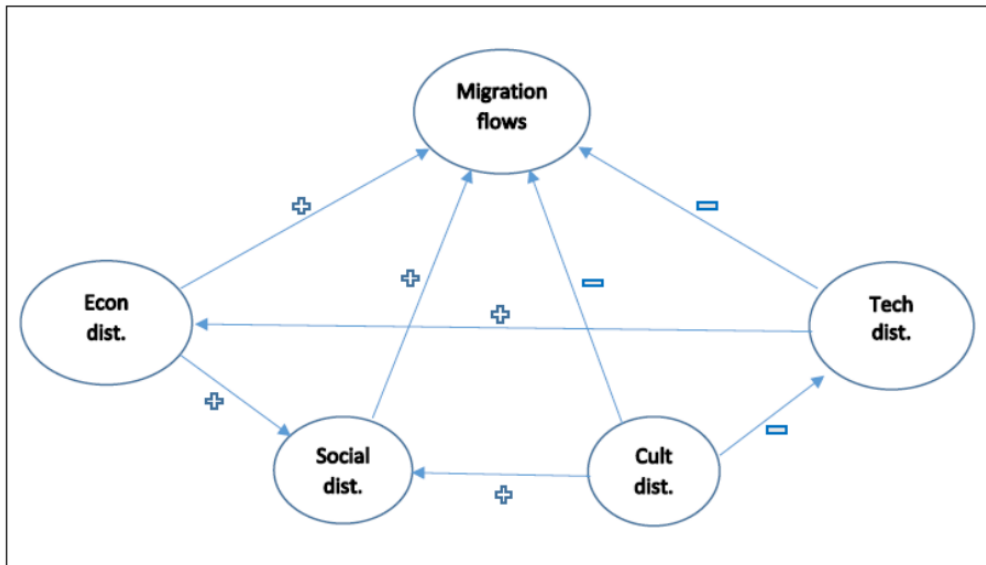 Migration
flows
Econ
dist.
Tech
dist.
Social
dist.
Cult
dist.